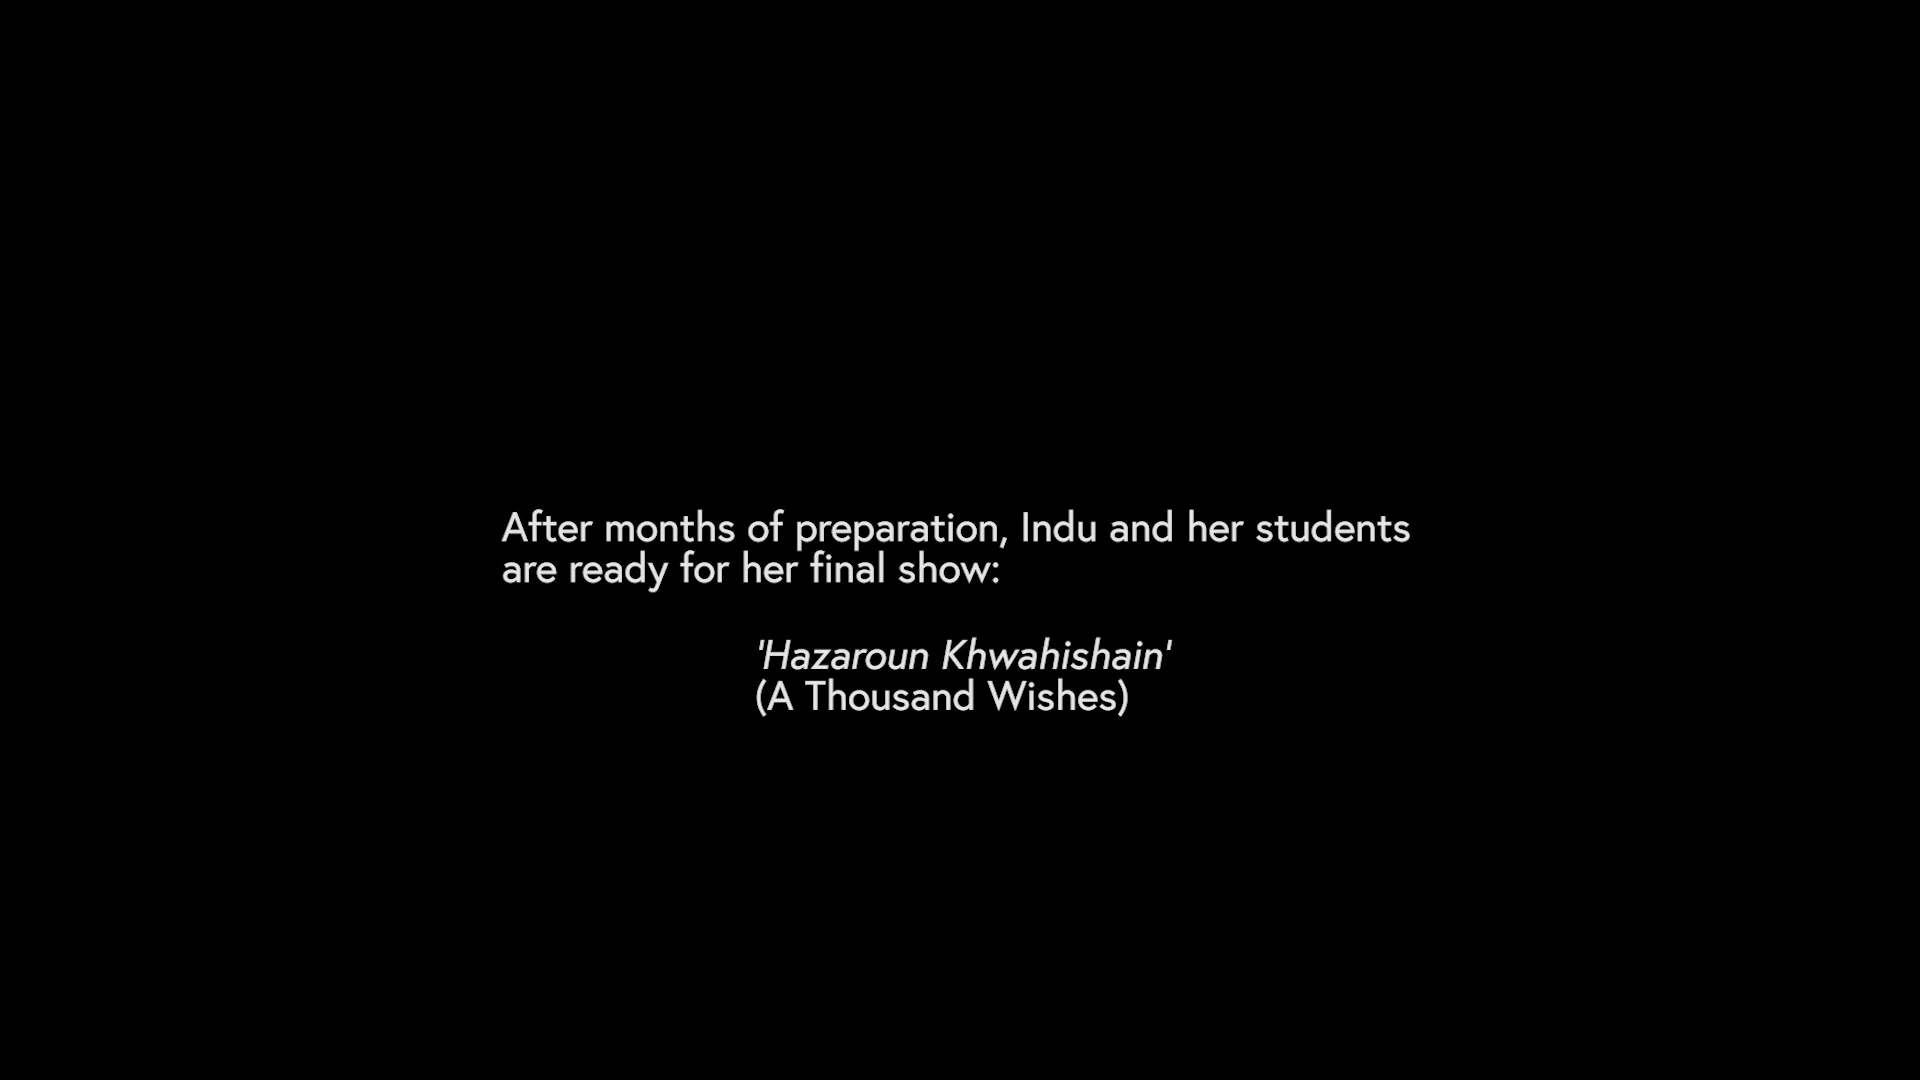 After months of preparation, Indu and her students
are ready for her final show:
'Hazaroun Khwahishain'
(A Thousand Wishes)